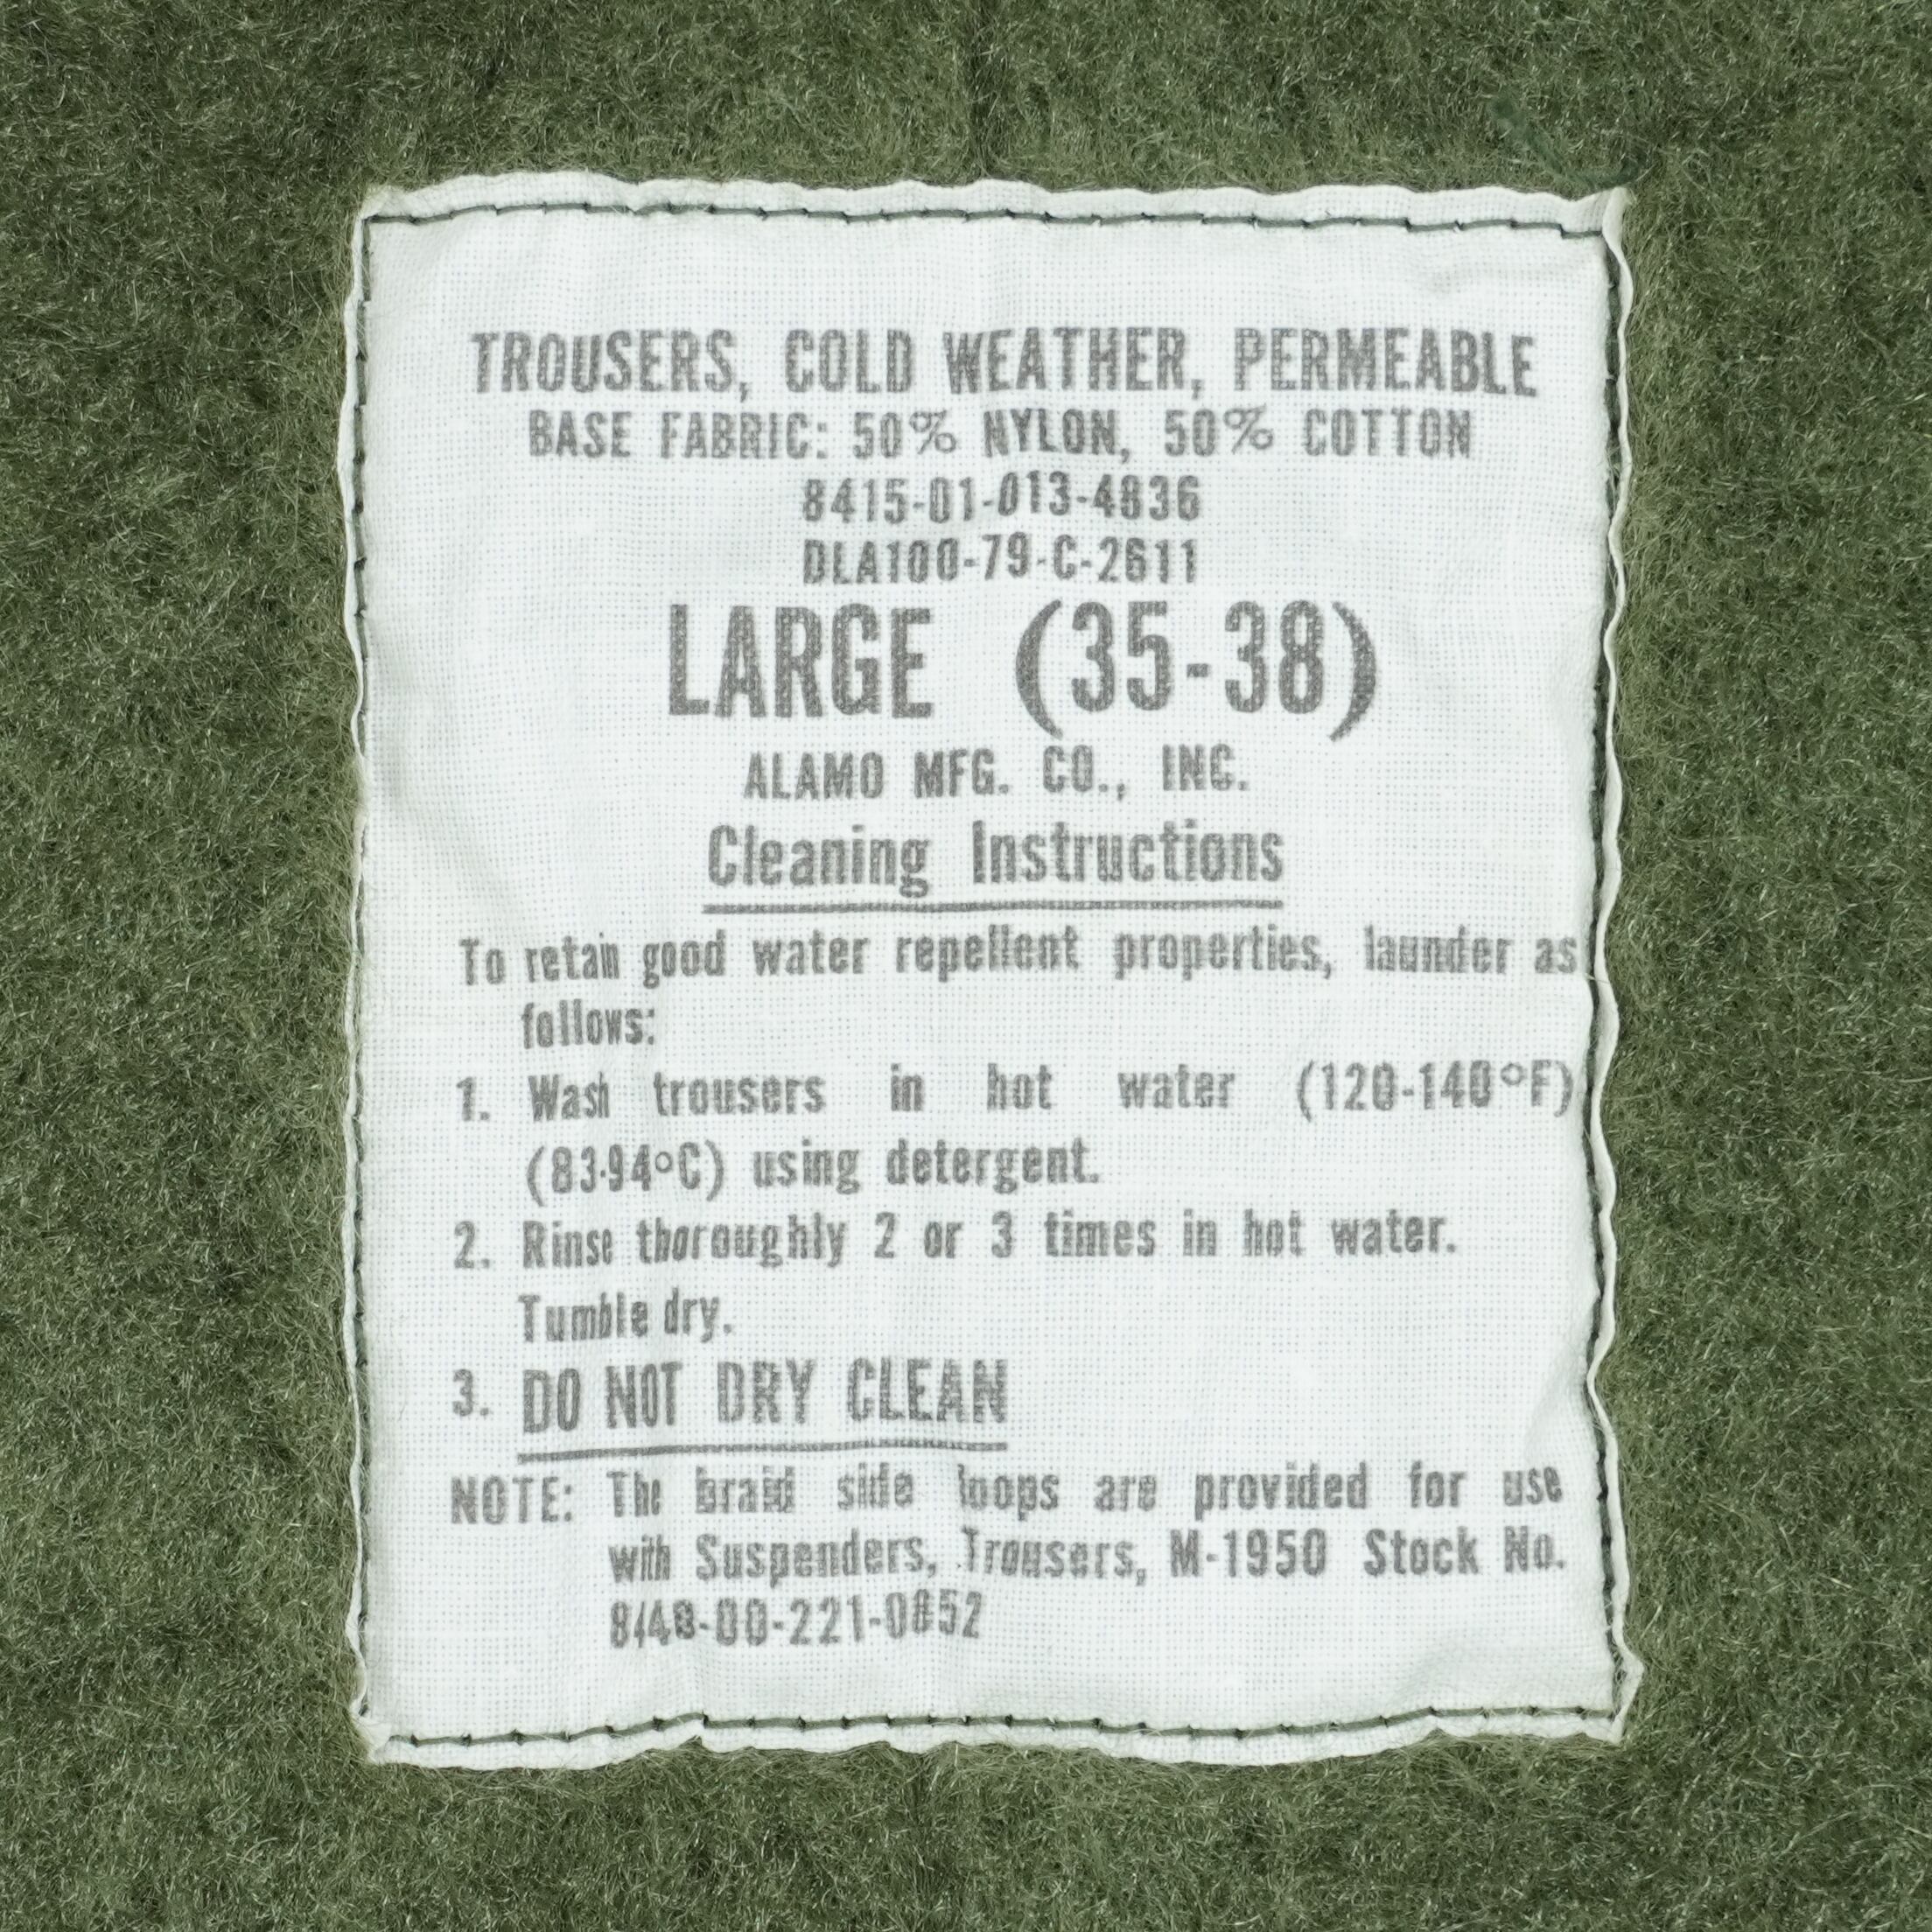 TROUSERS, COLD WEATHER, PERMEABLE
BASE FABRIC: 50% NYLON, 50% COTTON
8415-01-013-4836
DLA100-79-C-2611
LARGE (35-38)
ALAMO MFG. CO., INC.
Cleaning Instructions
To retain good water repellent properties, launder as
follows:
1. Wash trousers in hot water (120-140°F)
(83-94°C) using detergent.
2. Rinse thoroughly 2 or 3 times in hot water.
Tumble dry.
3. DO NOT DRY CLEAN
NOTE: The braid side loops are provided for use
with Suspenders, Trousers, M-1950 Stock No.